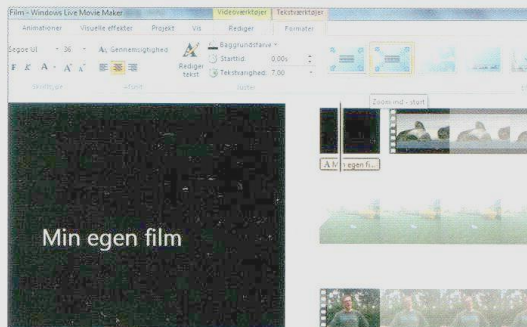 Film - Windows Live Movie Maker
Videoværktøjer Tekstværktøjer
Animationer Visuelle effekter Projekt Vis Rediger Formater
Segoe UI 36 A Gennemsigtighed
F K A A A
Rediger tekst
Baggrundsfarve
Starttid 0,00s
Tekstvarighed 7,00
Skrifttype Afsnit Juster
Zoom ind - start
A Min egen fi...
Min egen film